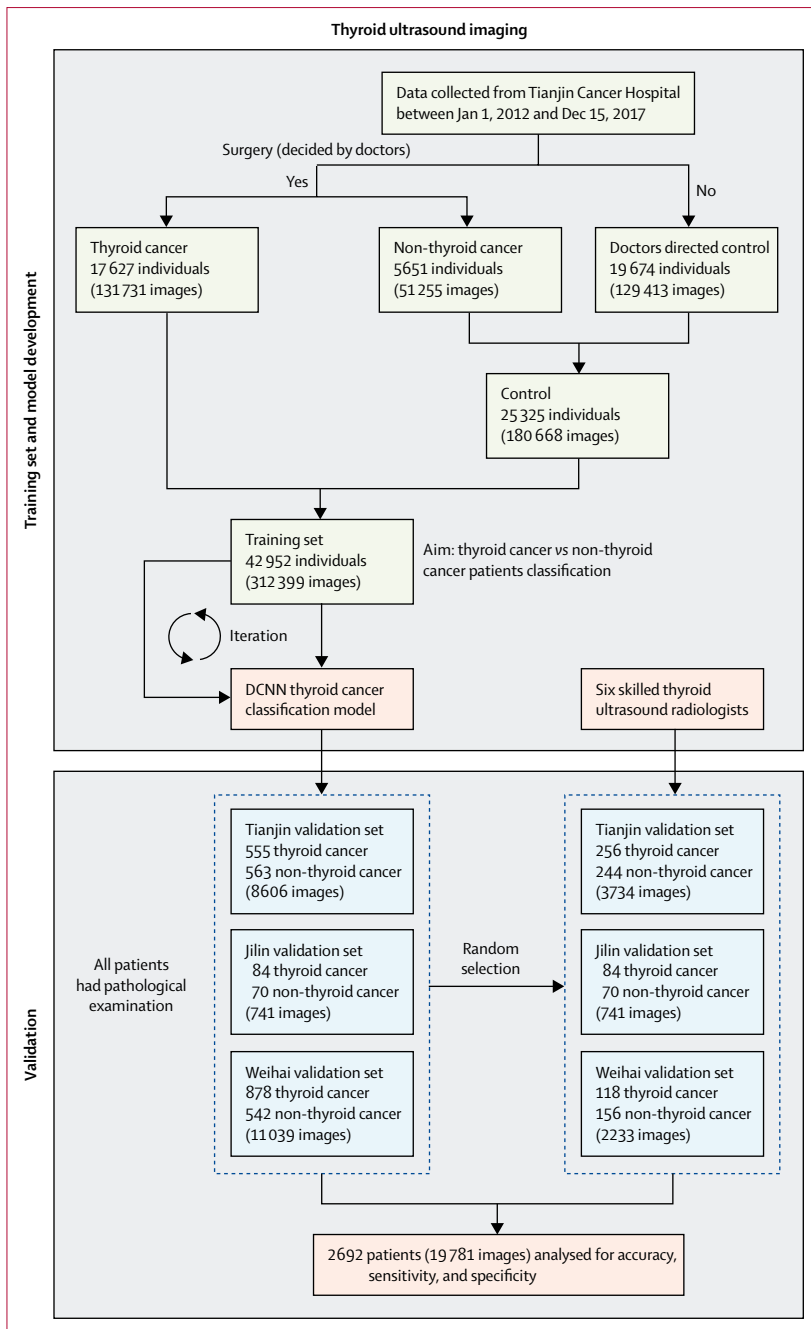 Thyroid ultrasound imaging
Training set and model development
Data collected from Tianjin Cancer Hospital
between Jan 1, 2012 and Dec 15, 2017
Surgery (decided by doctors)
Yes
No
Thyroid cancer
17 627 individuals
(131 731 images)
Non-thyroid cancer
5651 individuals
(51 255 images)
Doctors directed control
19 674 individuals
(129 413 images)
Control
25 325 individuals
(180 668 images)
Training set
42 952 individuals
(312 399 images)
Aim: thyroid cancer vs non-thyroid
cancer patients classification
Iteration
DCNN thyroid cancer
classification model
Six skilled thyroid
ultrasound radiologists
Validation
All patients
had pathological
examination
Tianjin validation set
555 thyroid cancer
563 non-thyroid cancer
(8606 images)
Jilin validation set
84 thyroid cancer
70 non-thyroid cancer
(741 images)
Weihai validation set
878 thyroid cancer
542 non-thyroid cancer
(11 039 images)
Random
selection
Tianjin validation set
256 thyroid cancer
244 non-thyroid cancer
(3734 images)
Jilin validation set
84 thyroid cancer
70 non-thyroid cancer
(741 images)
Weihai validation set
118 thyroid cancer
156 non-thyroid cancer
(2233 images)
2692 patients (19 781 images) analysed for accuracy,
sensitivity, and specificity